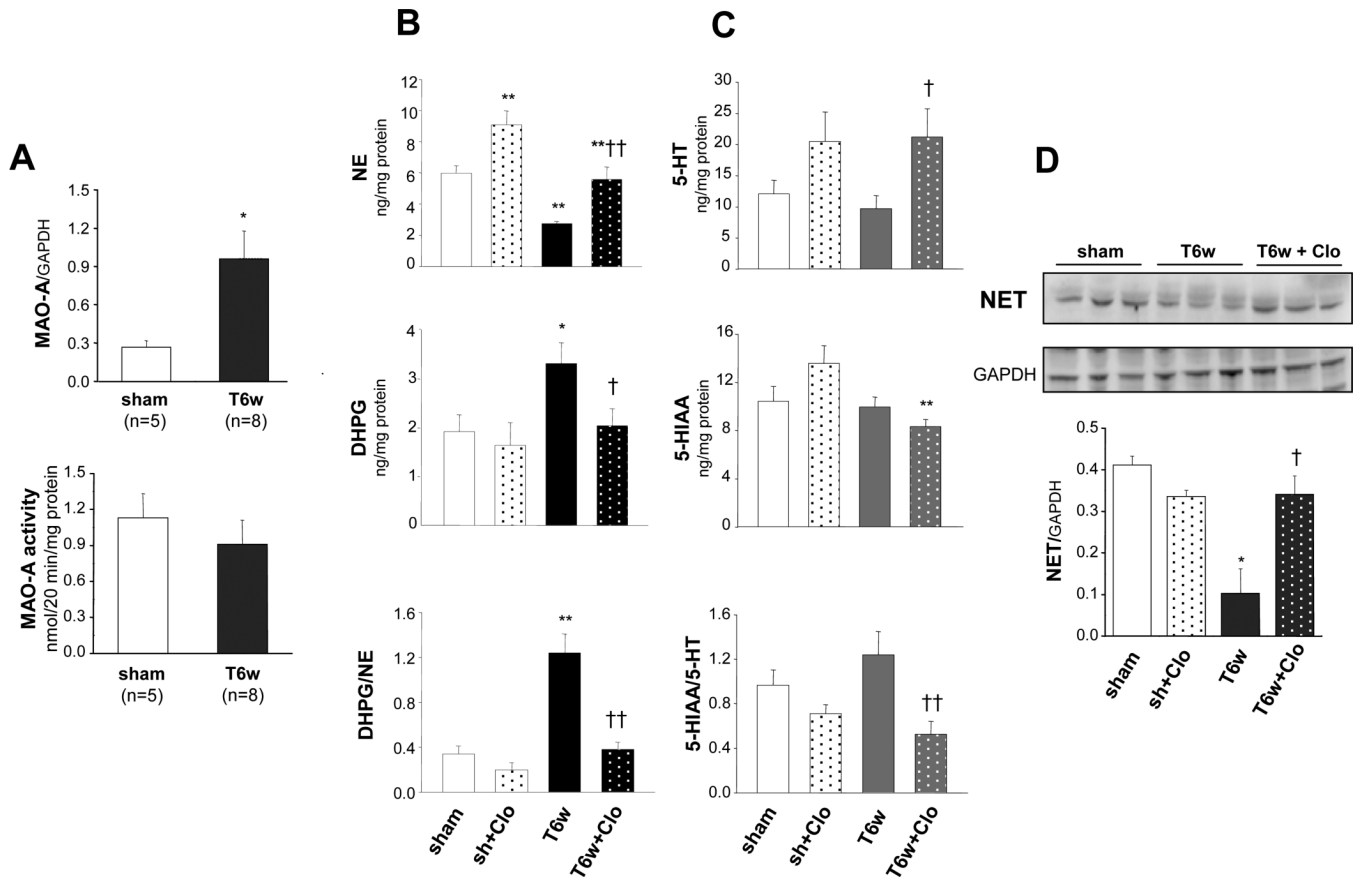 A
MAO-A/GAPDH
1.5
1.2
0.9
0.6
0.3
0.0
*
sham
(n=5)
T6w
(n=8)
MAO-A activity
nmol/20 min/mg protein
1.5
1.2
0.9
0.6
0.3
0.0
sham
(n=5)
T6w
(n=8)
B
NE
ng/mg protein
12
10
8
6
4
2
0
**
**
**††
DHPG
ng/mg protein
4
3
2
1
0
*
†
DHPG/NE
1.6
1.2
0.8
0.4
0.0
**
††
sham
sh+Clo
T6w
T6w+Clo
C
5-HT
ng/mg protein
30
25
20
15
10
5
0
†
5-HIAA
ng/mg protein
16
12
8
4
0
**
5-HIAA/5-HT
1.6
1.2
0.8
0.4
0.0
††
sham
sh+Clo
T6w
T6w+Clo
D
sham T6w T6w + Clo
NET
GAPDH
NET/GAPDH
0.5
0.4
0.3
0.2
0.1
0.0
*
†
sham
sh+Clo
T6w
T6w+Clo